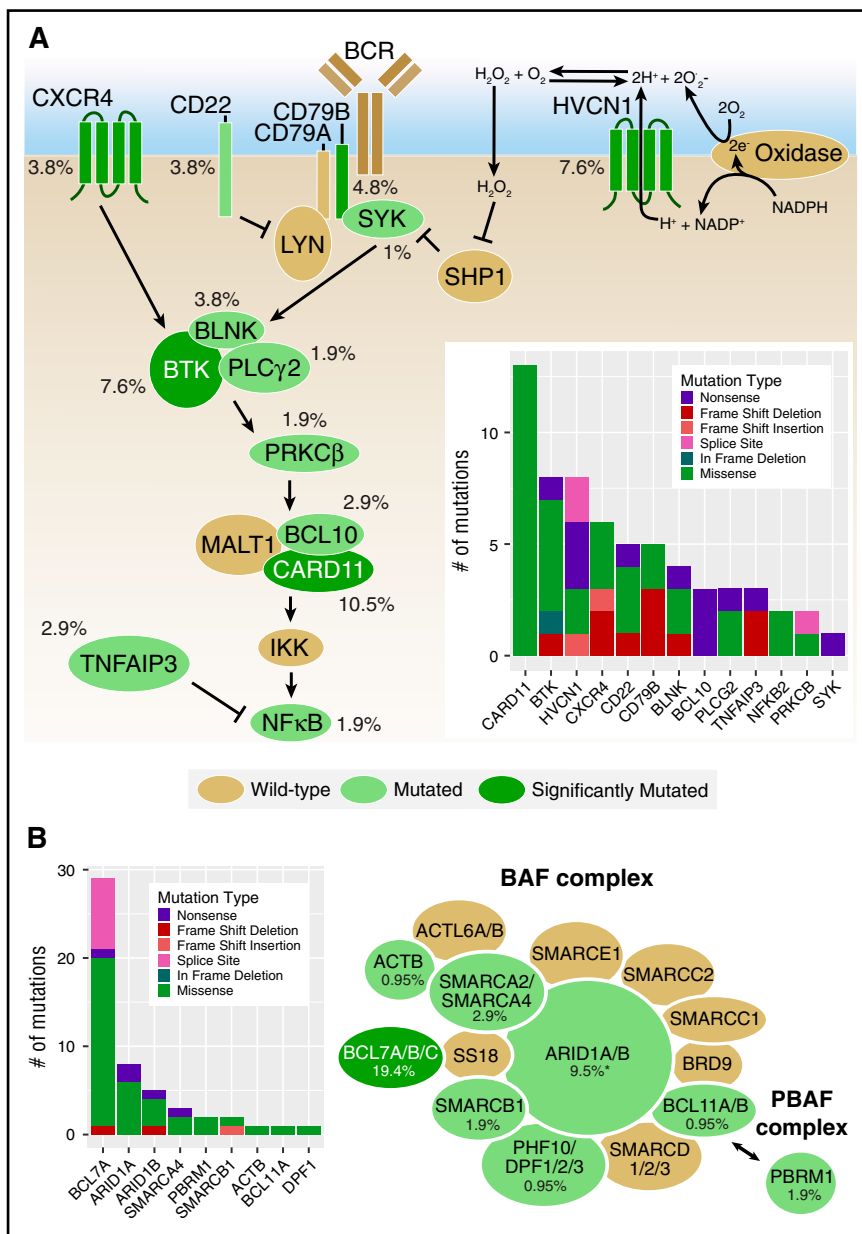 A
BCR
CXCR4
CD22
CD79B
CD79A
H2O2 + O2
2H+ + 2O2·-
HVCN1
2O2
2e-
Oxidase
3.8%
3.8%
4.8%
7.6%
NADPH
H2O2
H+ + NADP+
LYN
SYK
1%
SHP1
3.8%
BLNK
BTK
PLCγ2
1.9%
7.6%
1.9%
PRKCβ
2.9%
MALT1
BCL10
CARD11
10.5%
2.9%
TNFAIP3
IKK
NFκB
1.9%
# of mutations
10
5
0
Mutation Type
Nonsense
Frame Shift Deletion
Frame Shift Insertion
Splice Site
In Frame Deletion
Missense
CARD11
BTK
HVCN1
CXCR4
CD22
CD79B
BLNK
BCL10
PLCG2
TNFAIP3
NFKB2
PRKCB
SYK
Wild-type
Mutated
Significantly Mutated
B
# of mutations
30
20
10
0
Mutation Type
Nonsense
Frame Shift Deletion
Frame Shift Insertion
Splice Site
In Frame Deletion
Missense
BCL7A
ARID1A
ARID1B
SMARCA4
PBRM1
SMARCB1
ACTB
BCL11A
DPF1
BAF complex
ACTL6A/B
SMARCE1
ACTB
0.95%
SMARCA2/
SMARCA4
2.9%
SMARCC2
SMARCC1
BCL7A/B/C
19.4%
SS18
ARID1A/B
9.5%*
BRD9
SMARCB1
1.9%
BCL11A/B
0.95%
PHF10/
DPF1/2/3
0.95%
SMARCD
1/2/3
PBAF
complex
PBRM1
1.9%